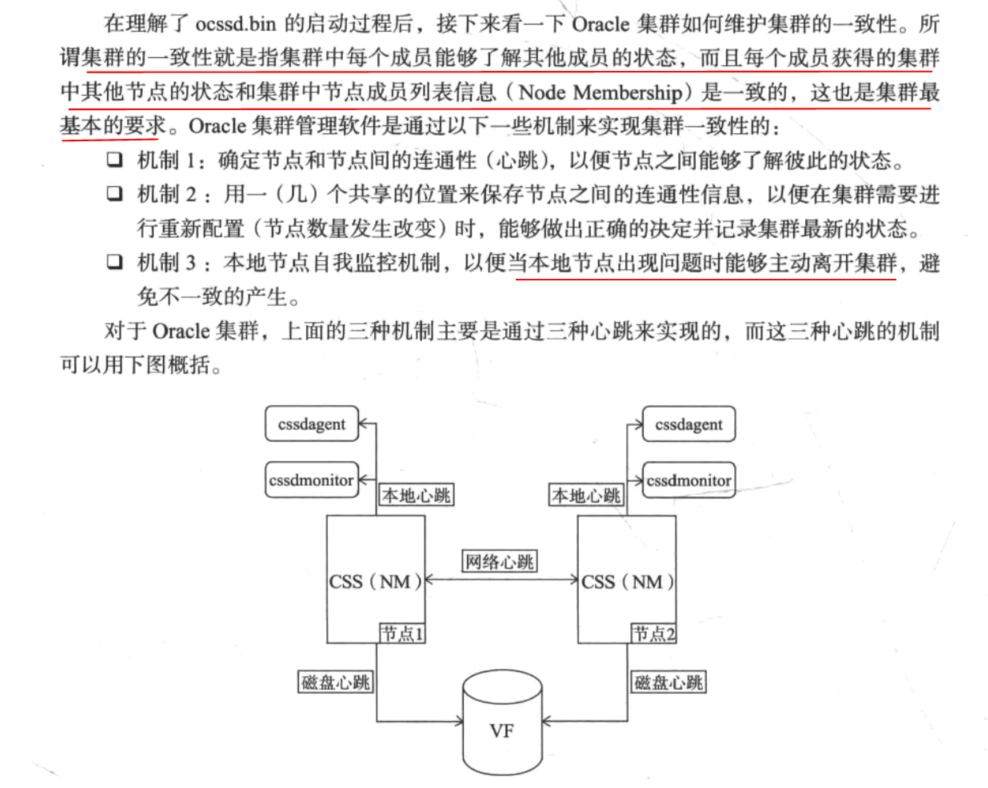 在理解了 ocssd.bin 的启动过程后，接下来看一下 Oracle 集群如何维护集群的一致性。所
谓集群的一致性就是指集群中每个成员能够了解其他成员的状态，而且每个成员获得的集群
中其他节点的状态和集群中节点成员列表信息（Node Membership）是一致的，这也是集群最
基本的要求。Oracle 集群管理软件是通过以下一些机制来实现集群一致性的：
❑ 机制 1：确定节点和节点间的连通性（心跳），以便节点之间能够了解彼此的状态。
❑ 机制 2：用一（几）个共享的位置来保存节点之间的连通性信息，以便在集群需要进
行重新配置（节点数量发生改变）时，能够做出正确的决定并记录集群最新的状态。
❑ 机制 3：本地节点自我监控机制，以便当本地节点出现问题时能够主动离开集群，避
免不一致的产生。
对于 Oracle 集群，上面的三种机制主要是通过三种心跳来实现的，而这三种心跳的机制
可以用下图概括。
cssdagent
cssdagent
cssdmonitor
cssdmonitor
本地心跳
本地心跳
网络心跳
CSS（NM）
CSS（NM）
节点1
节点2
磁盘心跳
磁盘心跳
VF